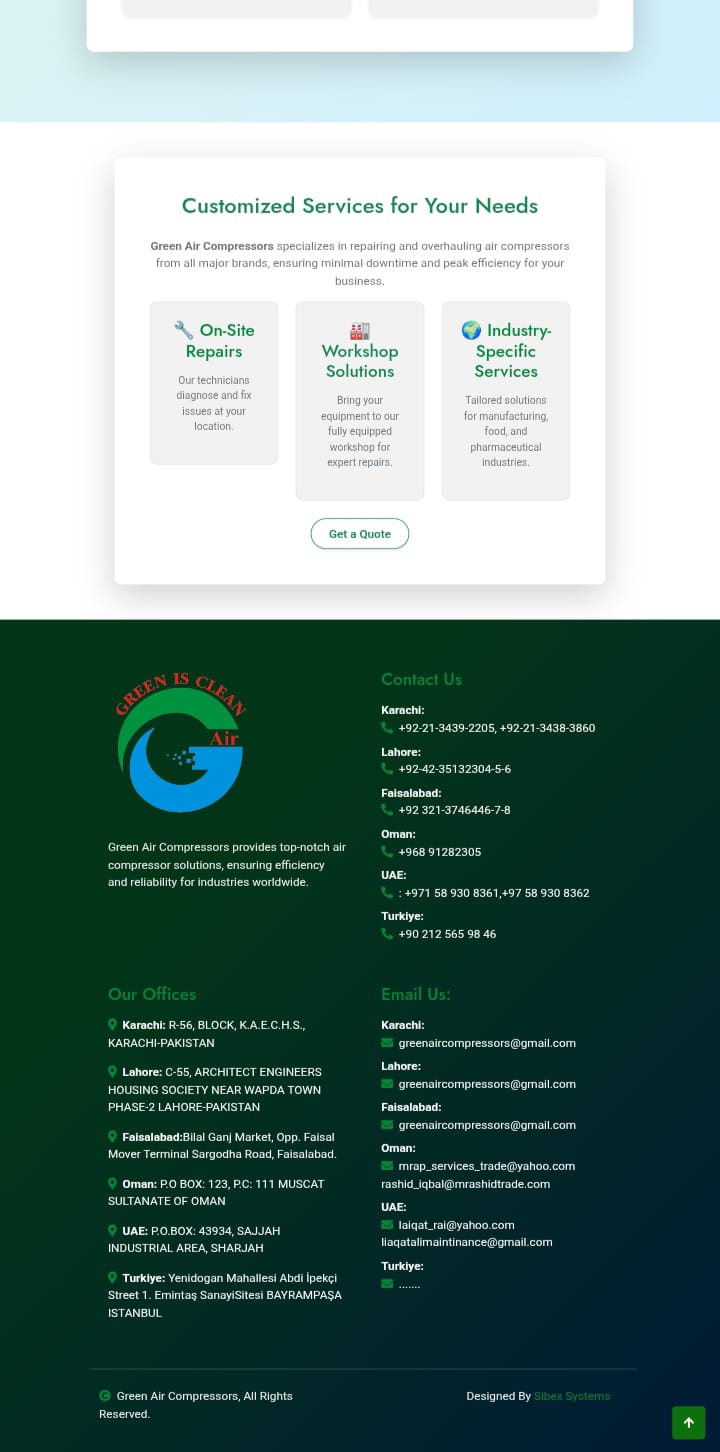 Customized Services for Your Needs
Green Air Compressors specializes in repairing and overhauling air compressors
from all major brands, ensuring minimal downtime and peak efficiency for your
business.
🔧 On-Site
Repairs
Our technicians
diagnose and fix
issues at your
location.
🏭
Workshop
Solutions
Bring your
equipment to our
fully equipped
workshop for
expert repairs.
🌍 Industry-
Specific
Services
Tailored solutions
for manufacturing,
food, and
pharmaceutical
industries.
Get a Quote
GREEN IS CLEAN
Air
Green Air Compressors provides top-notch air
compressor solutions, ensuring efficiency
and reliability for industries worldwide.
Contact Us
Karachi:
+92-21-3439-2205, +92-21-3438-3860
Lahore:
+92-42-35132304-5-6
Faisalabad:
+92 321-3746446-7-8
Oman:
+968 91282305
UAE:
: +971 58 930 8361,+97 58 930 8362
Turkiye:
+90 212 565 98 46
Our Offices
Karachi: R-56, BLOCK, K.A.E.C.H.S.,
KARACHI-PAKISTAN
Lahore: C-55, ARCHITECT ENGINEERS
HOUSING SOCIETY NEAR WAPDA TOWN
PHASE-2 LAHORE-PAKISTAN
Faisalabad:Bilal Ganj Market, Opp. Faisal
Mover Terminal Sargodha Road, Faisalabad.
Oman: P.O BOX: 123, P.C: 111 MUSCAT
SULTANATE OF OMAN
UAE: P.O.BOX: 43934, SAJJAH
INDUSTRIAL AREA, SHARJAH
Turkiye: Yenidogan Mahallesi Abdi İpekçi
Street 1. Emintaş SanayiSitesi BAYRAMPAŞA
ISTANBUL
Email Us:
Karachi:
greenaircompressors@gmail.com
Lahore:
greenaircompressors@gmail.com
Faisalabad:
greenaircompressors@gmail.com
Oman:
mrap_services_trade@yahoo.com
rashid_iqbal@mrashidtrade.com
UAE:
laiqat_rai@yahoo.com
liaqatalimaintinance@gmail.com
Turkiye:
.......
© Green Air Compressors, All Rights
Reserved.
Designed By Sibex Systems